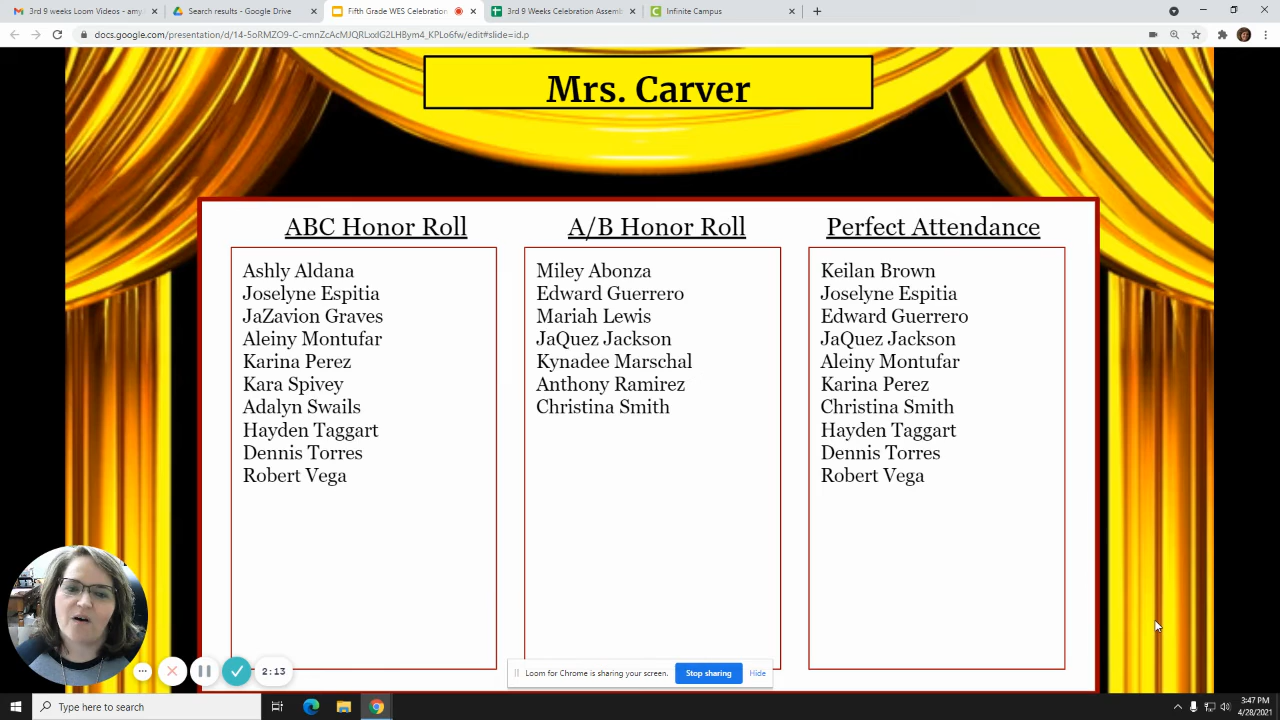 3rd 9 weeks Loom Videos - amy
Search results - Google Drive
Fifth Grade WES Celebration
3rd 9 Weeks Celebration Assemb
Infinite Campus
docs.google.com/presentation/d/14-5oRMZO9-C-cmnZcAcMJQRLxdG2LHBym4_KPLo6fw/edit#slide=id.p
Mrs. Carver
ABC Honor Roll
Ashly Aldana
Joselyne Espitia
JaZavion Graves
Aleiny Montufar
Karina Perez
Kara Spivey
Adalyn Swails
Hayden Taggart
Dennis Torres
Robert Vega
A/B Honor Roll
Miley Abonza
Edward Guerrero
Mariah Lewis
JaQuez Jackson
Kynadee Marschal
Anthony Ramirez
Christina Smith
Perfect Attendance
Keilan Brown
Joselyne Espitia
Edward Guerrero
JaQuez Jackson
Aleiny Montufar
Karina Perez
Christina Smith
Hayden Taggart
Dennis Torres
Robert Vega
2:13
Loom for Chrome is sharing your screen.
Stop sharing
Hide
Type here to search
3:47 PM
4/28/2021